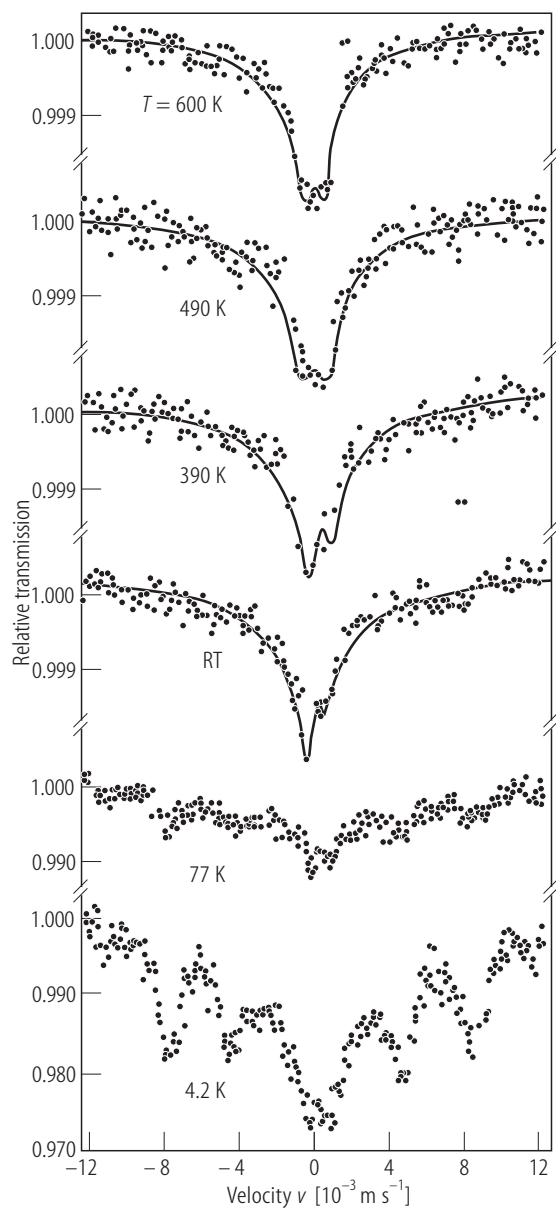 1.000
0.999
T = 600 K
1.000
0.999
490 K
1.000
0.999
390 K
Relative transmission
1.000
0.999
RT
1.000
0.990
77 K
1.000
0.990
0.980
4.2 K
0.970
−12 −8 −4 0 4 8 12
Velocity v [10⁻³ m s⁻¹]